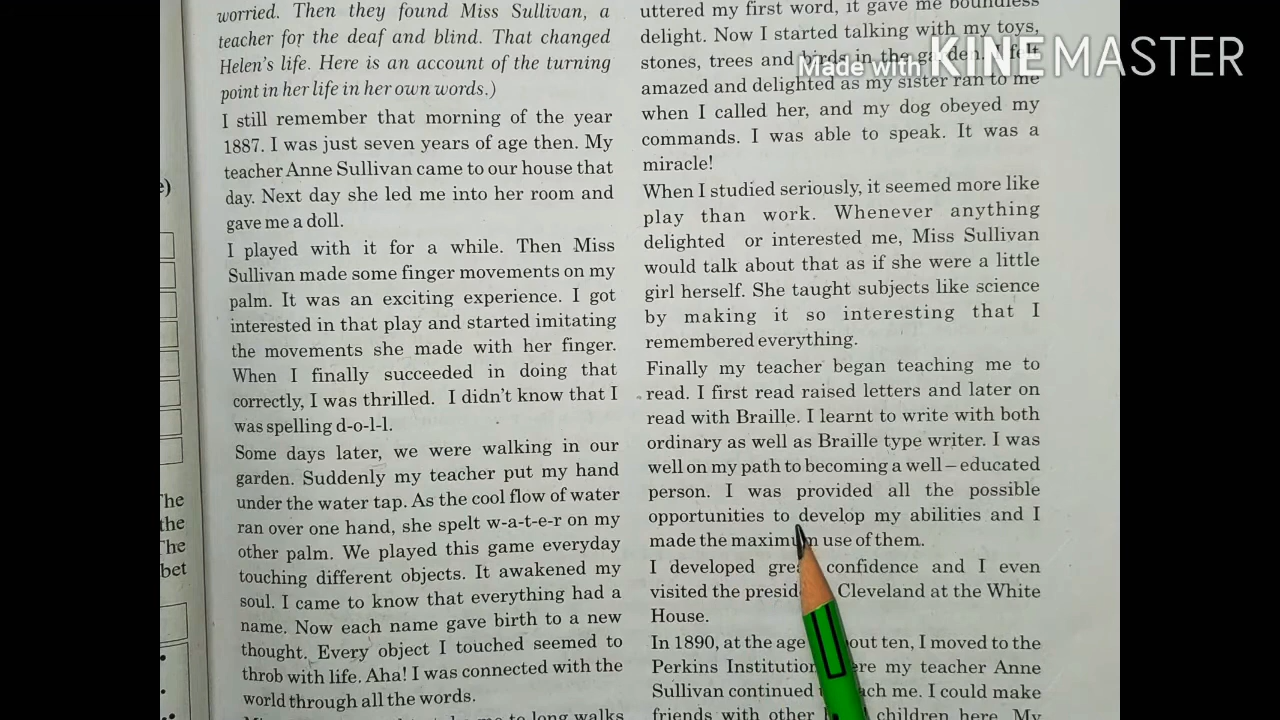 worried. Then they found Miss Sullivan, a
teacher for the deaf and blind. That changed
Helen's life. Here is an account of the turning
point in her life in her own words.)
I still remember that morning of the year
1887. I was just seven years of age then. My
teacher Anne Sullivan came to our house that
day. Next day she led me into her room and
gave me a doll.
I played with it for a while. Then Miss
Sullivan made some finger movements on my
palm. It was an exciting experience. I got
interested in that play and started imitating
the movements she made with her finger.
When I finally succeeded in doing that
correctly, I was thrilled. I didn't know that I
was spelling d-o-l-l.
Some days later, we were walking in our
garden. Suddenly my teacher put my hand
under the water tap. As the cool flow of water
ran over one hand, she spelt w-a-t-e-r on my
other palm. We played this game everyday
touching different objects. It awakened my
soul. I came to know that everything had a
name. Now each name gave birth to a new
thought. Every object I touched seemed to
throb with life. Aha! I was connected with the
world through all the words.
to long walks
uttered my first word, it gave me boundless
delight. Now I started talking with my toys,
stones, trees and birds in the garden. I felt
amazed and delighted as my sister ran to me
when I called her, and my dog obeyed my
commands. I was able to speak. It was a
miracle!
When I studied seriously, it seemed more like
play than work. Whenever anything
delighted or interested me, Miss Sullivan
would talk about that as if she were a little
girl herself. She taught subjects like science
by making it so interesting that I
remembered everything.
Finally my teacher began teaching me to
read. I first read raised letters and later on
read with Braille. I learnt to write with both
ordinary as well as Braille type writer. I was
well on my path to becoming a well – educated
person. I was provided all the possible
opportunities to develop my abilities and I
made the maximum use of them.
I developed confidence and I even
visited the Cleveland at the White
House.
In 1890, at the age ten, I moved to the
Perkins Institution my teacher Anne
Sullivan continued me. I could make
friends with other children here. My
Made with KINEMASTER
e)
The
the
The
bet